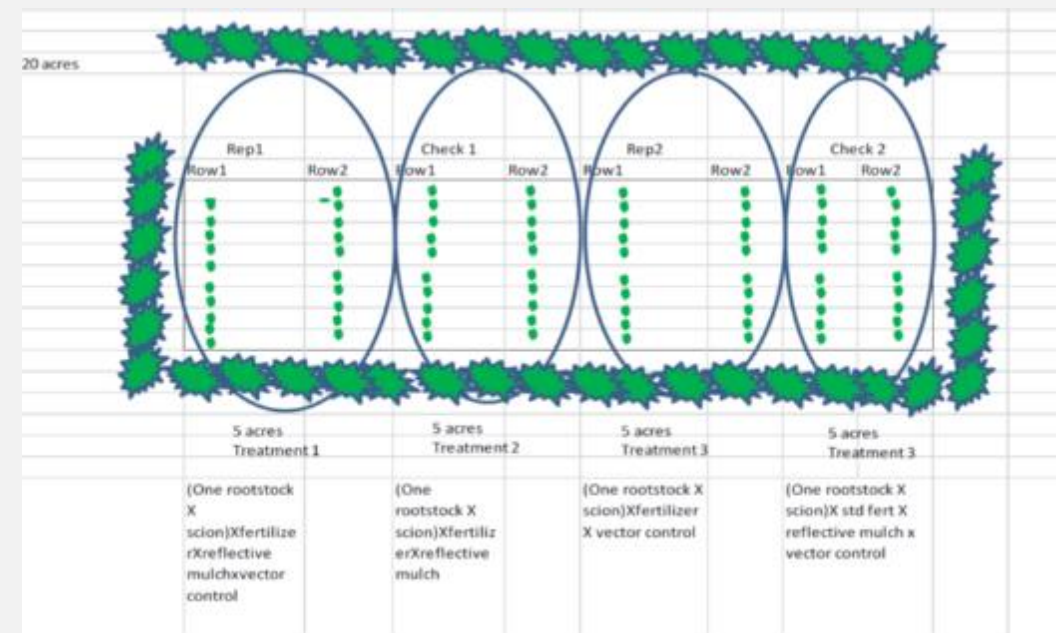 20 acres
Rep1
Check 1
Rep2
Check 2
Row1
Row2
Row1
Row2
Row1
Row2
Row1
Row2
5 acres
Treatment 1
5 acres
Treatment 2
5 acres
Treatment 3
5 acres
Treatment 3
(One rootstock
X
scion)Xfertilize
rXreflective
mulchxvector
control
(One
rootstock X
scion)Xfertiliz
erXreflective
mulch
(One rootstock X
scion)Xfertilizer
X vector control
(One rootstock X
scion)X std fert X
reflective mulch x
vector control